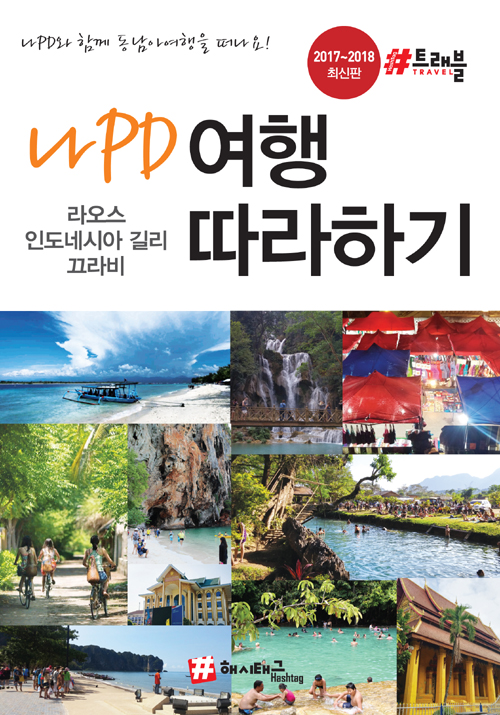 나PD와 함께 동남아여행을 떠나요!
2017~2018
최신판
#트래블
TRAVEL
나PD 여행
따라하기
라오스
인도네시아 길리
끄라비
# 해시태그
Hashtag